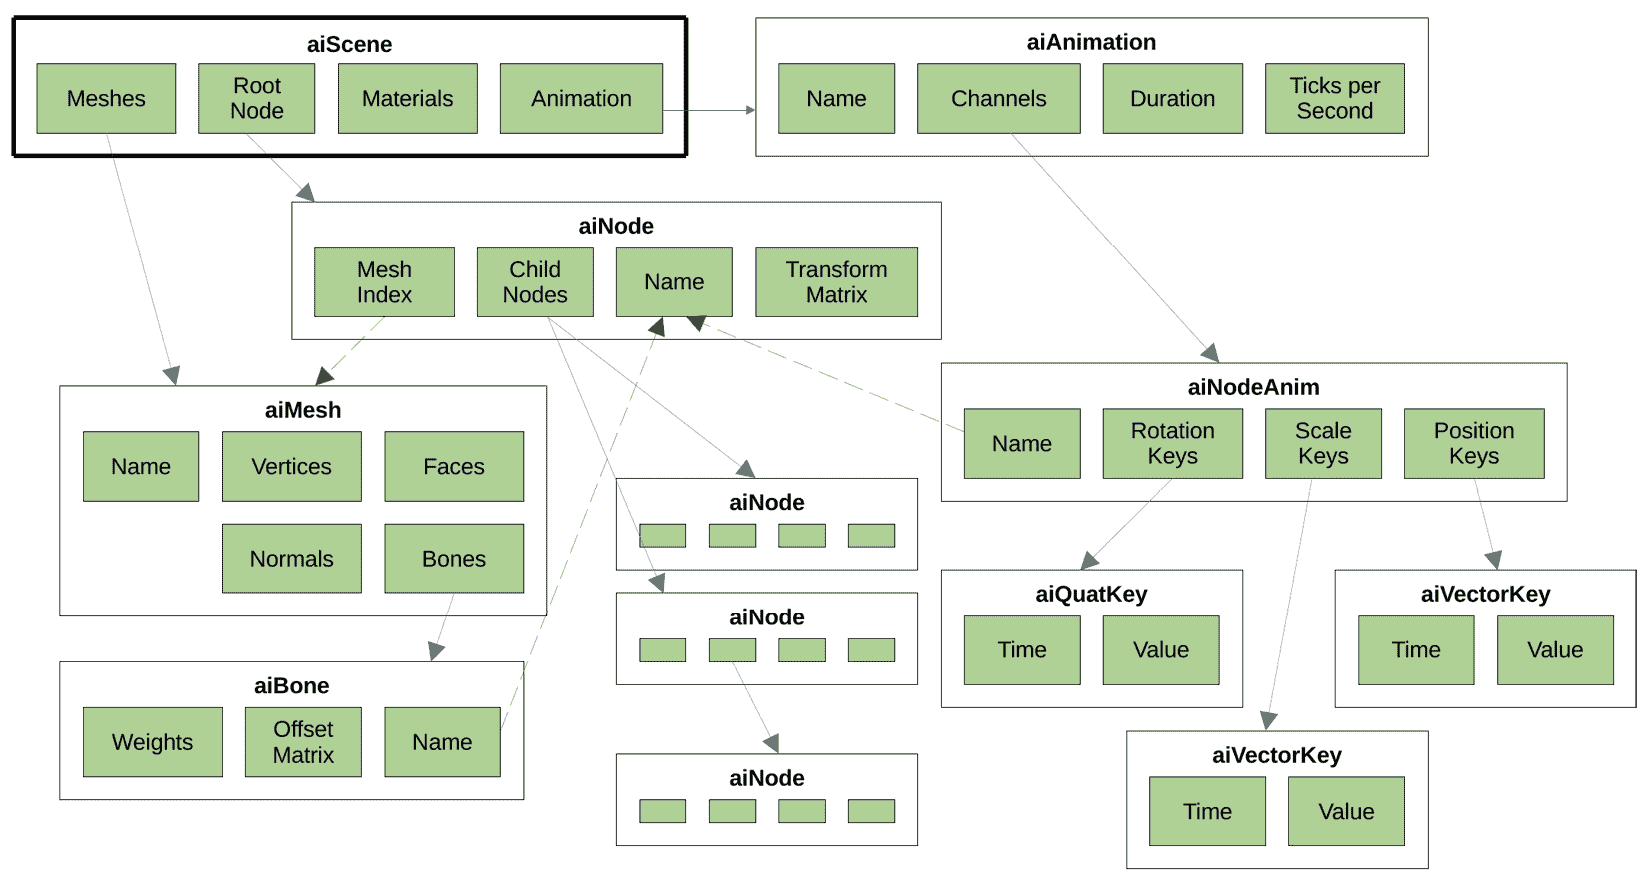 aiScene
Meshes
Root
Node
Materials
Animation
aiAnimation
Name
Channels
Duration
Ticks per
Second
aiNode
Mesh
Index
Child
Nodes
Name
Transform
Matrix
aiMesh
Name
Vertices
Faces
Normals
Bones
aiNodeAnim
Name
Rotation
Keys
Scale
Keys
Position
Keys
aiNode
aiNode
aiQuatKey
Time
Value
aiVectorKey
Time
Value
aiBone
Weights
Offset
Matrix
Name
aiNode
aiVectorKey
Time
Value